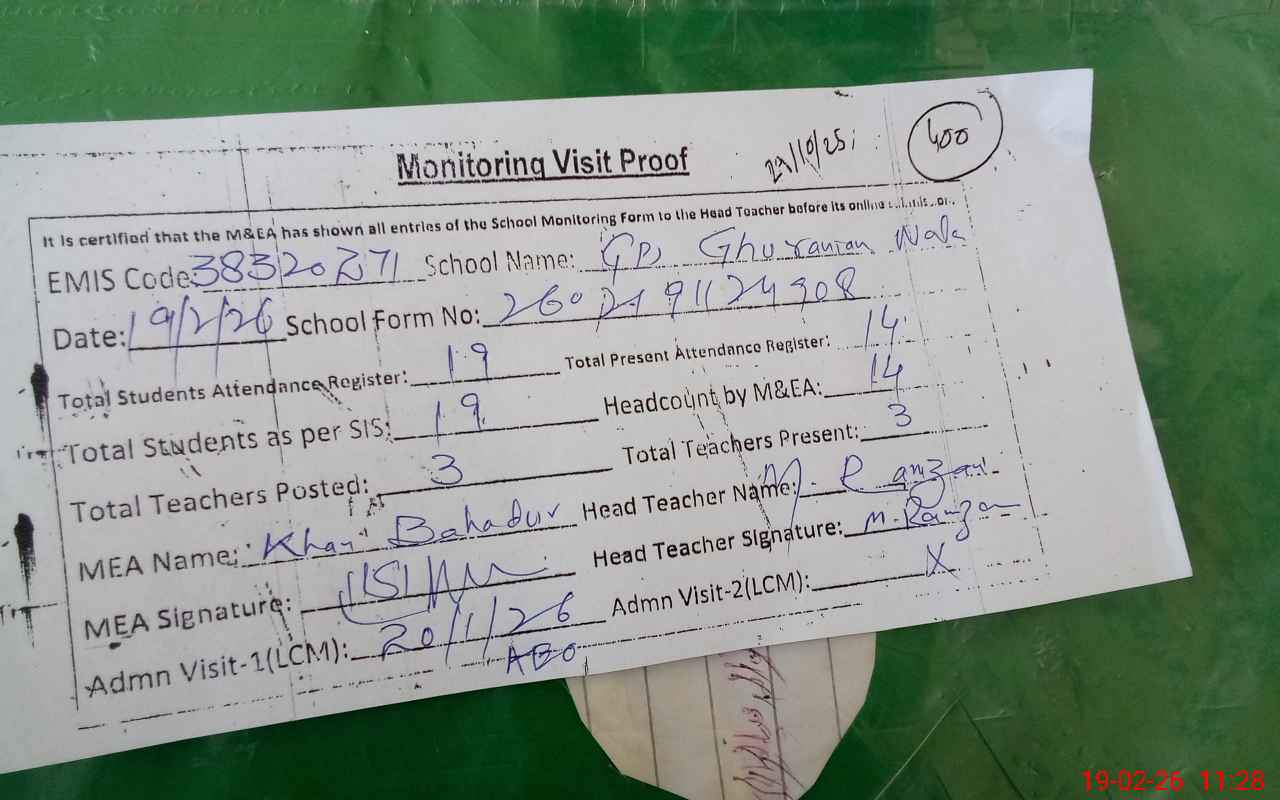 29/10/25
400
Monitoring Visit Proof
It is certified that the M&EA has shown all entries of the School Monitoring Form to the Head Teacher before its online
EMIS Code: 38320271 School Name: GPS Ghuranian Wala
Date: 19/2/26 School Form No:
Total Students Attendance Register: 19 Total Present Attendance Register: 14
Total Students as per SIS: 19 Headcount by M&EA: 14
Total Teachers Posted: 3 Total Teachers Present: 3
MEA Name: Khan Bahadur Head Teacher Name: M. Ramzan
MEA Signature: Head Teacher Signature: M. Ramzan
Admn Visit-1(LCM): 20/1/26 Admn Visit-2(LCM): X
AEO
19-02-26 11:28